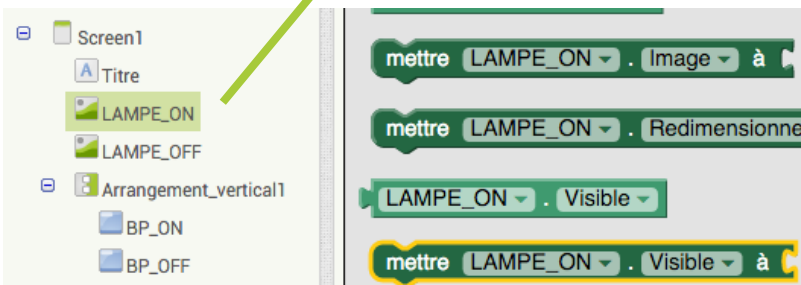 Screen1
A Titre
LAMPE_ON
LAMPE_OFF
Arrangement_vertical1
BP_ON
BP_OFF
mettre LAMPE_ON . Image à
mettre LAMPE_ON . Redimensionne
LAMPE_ON . Visible
mettre LAMPE_ON . Visible à